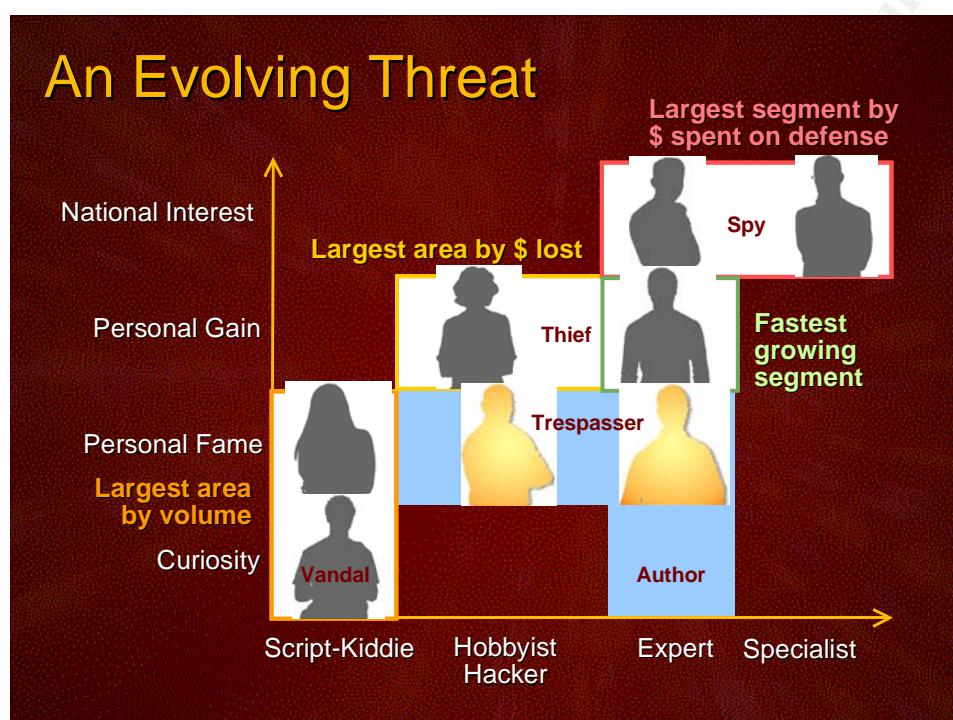 An Evolving Threat
Largest segment by
$ spent on defense
National Interest
Spy
Largest area by $ lost
Personal Gain
Thief
Fastest
growing
segment
Personal Fame
Trespasser
Largest area
by volume
Curiosity
Vandal
Author
Script-Kiddie
Hobbyist
Hacker
Expert
Specialist